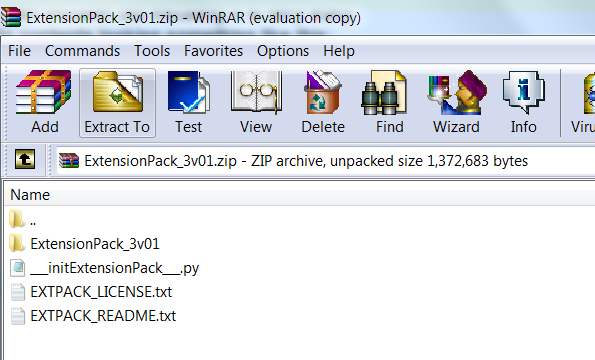 ExtensionPack_3v01.zip - WinRAR (evaluation copy)
File Commands Tools Favorites Options Help
Add Extract To Test View Delete Find Wizard Info Viru
ExtensionPack_3v01.zip - ZIP archive, unpacked size 1,372,683 bytes
Name
..
ExtensionPack_3v01
___initExtensionPack___.py
EXTPACK_LICENSE.txt
EXTPACK_README.txt